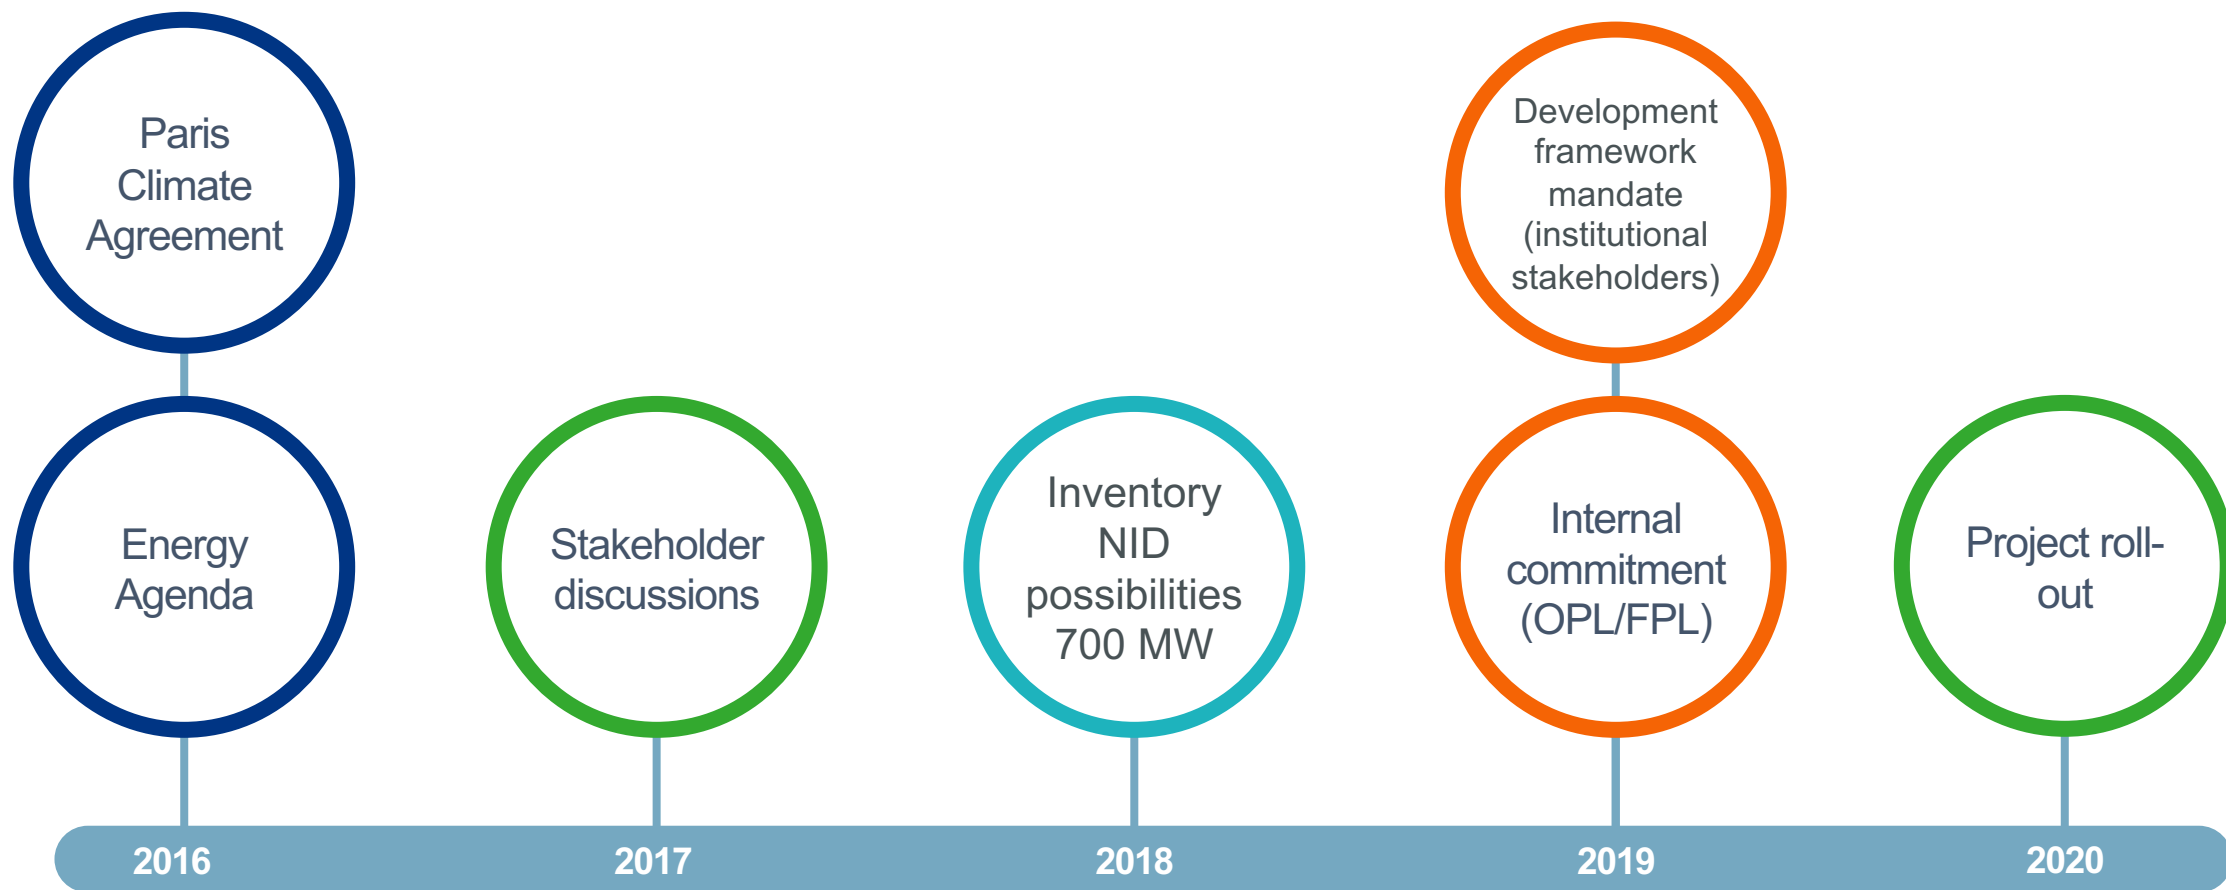 Paris
Climate
Agreement
Energy
Agenda
Stakeholder
discussions
Inventory
NID
possibilities
700 MW
Development
framework
mandate
(institutional
stakeholders)
Internal
commitment
(OPL/FPL)
Project roll-
out
2016
2017
2018
2019
2020